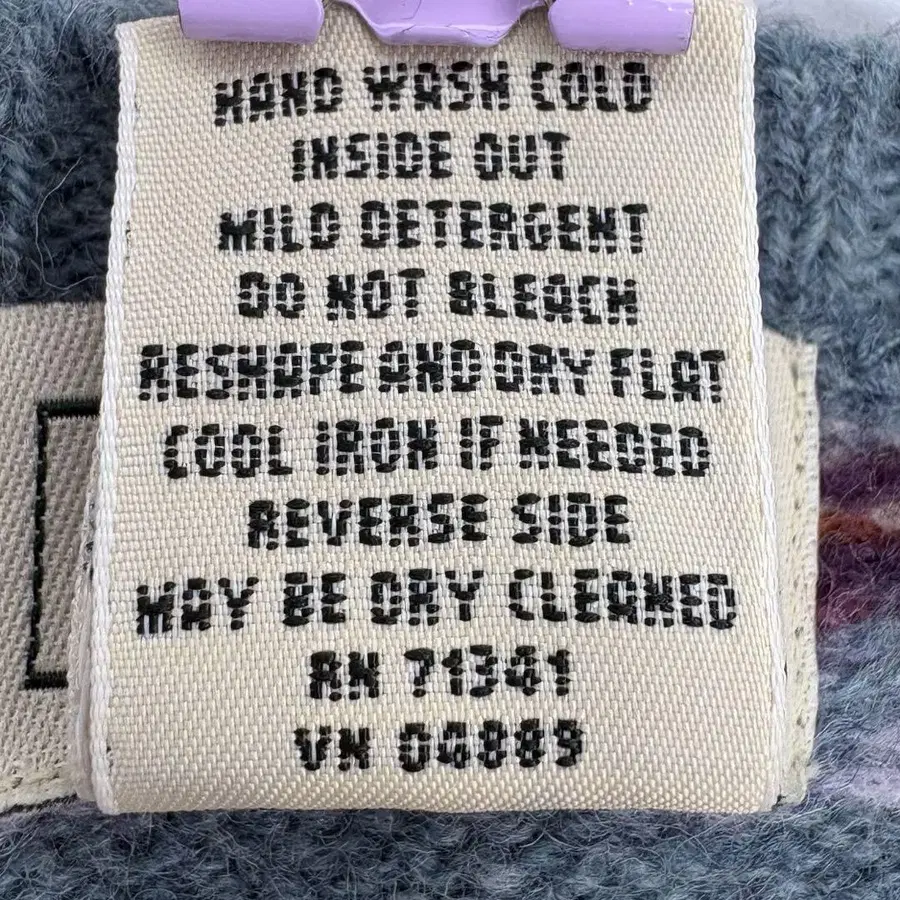 HAND WASH COLD
INSIDE OUT
MILD DETERGENT
DO NOT BLEACH
RESHAPE AND DRY FLAT
COOL IRON IF NEEDED
REVERSE SIDE
MAY BE DRY CLEANED
RN 71341
VN